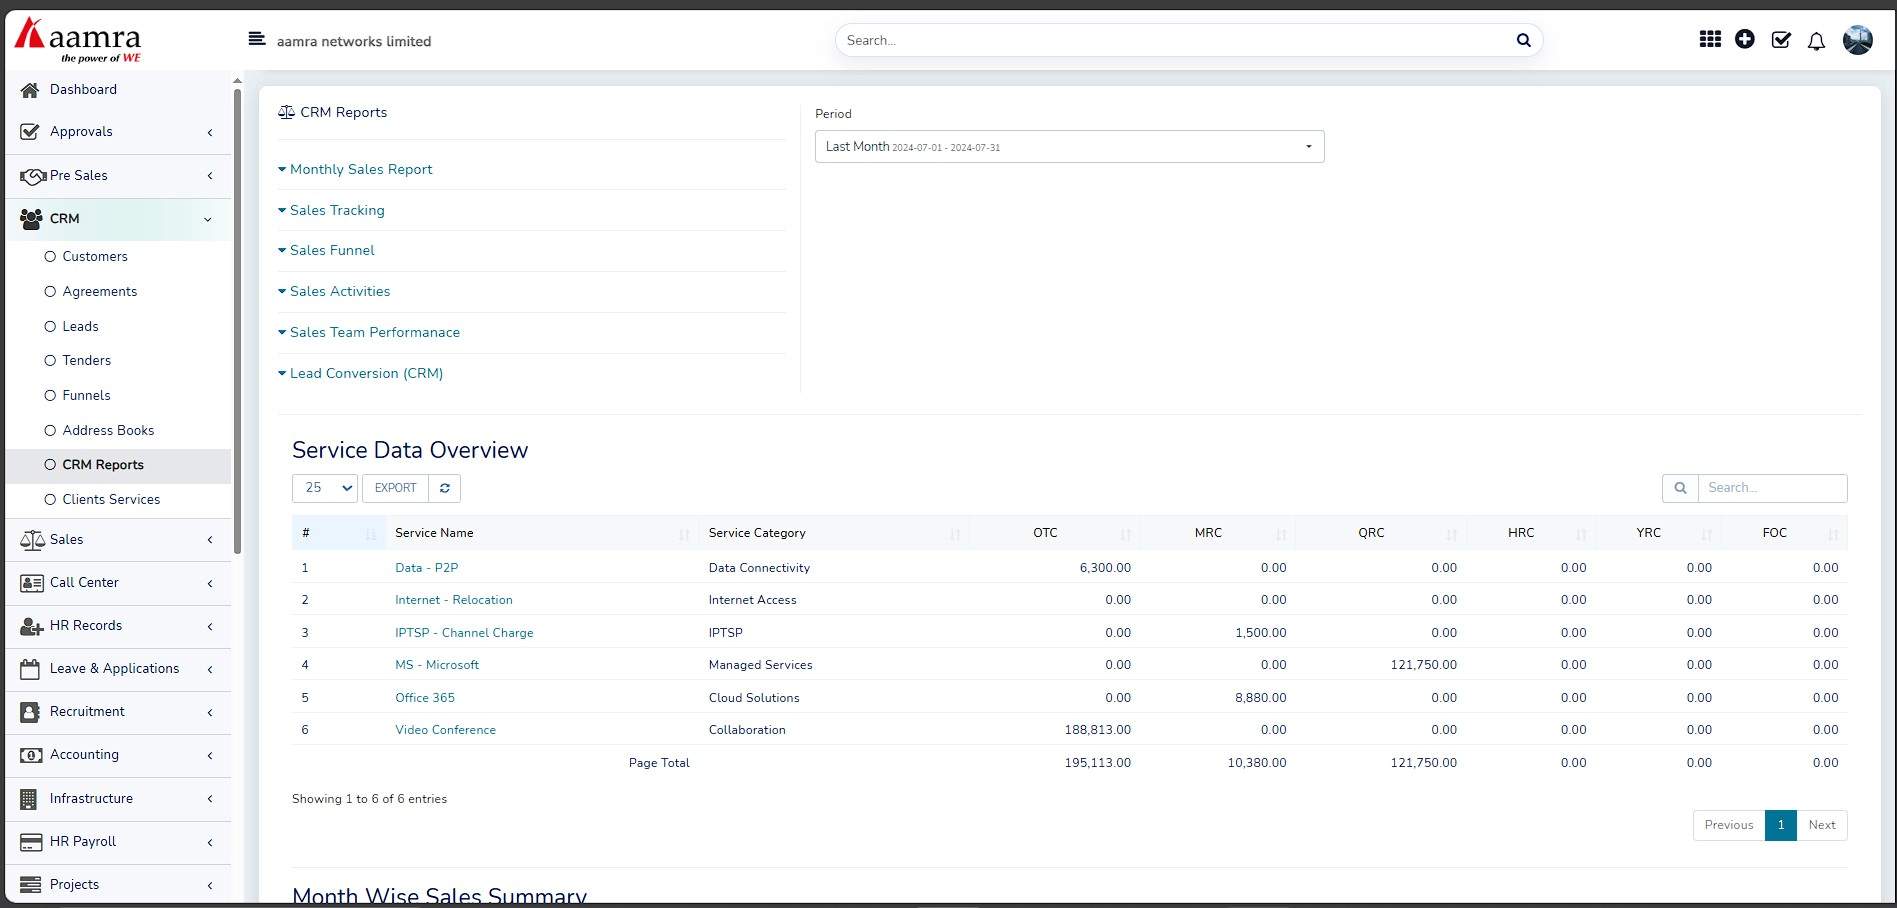 aamra
the power of WE
aamra networks limited
Search...
Dashboard
Approvals
Pre Sales
CRM
Customers
Agreements
Leads
Tenders
Funnels
Address Books
CRM Reports
Clients Services
Sales
Call Center
HR Records
Leave & Applications
Recruitment
Accounting
Infrastructure
HR Payroll
Projects
CRM Reports
Monthly Sales Report
Sales Tracking
Sales Funnel
Sales Activities
Sales Team Performanace
Lead Conversion (CRM)
Period
Last Month 2024-07-01 - 2024-07-31
Service Data Overview
25 EXPORT Search...
# Service Name Service Category OTC MRC QRC HRC YRC FOC
1 Data - P2P Data Connectivity 6,300.00 0.00 0.00 0.00 0.00 0.00
2 Internet - Relocation Internet Access 0.00 0.00 0.00 0.00 0.00 0.00
3 IPTSP - Channel Charge IPTSP 0.00 1,500.00 0.00 0.00 0.00 0.00
4 MS - Microsoft Managed Services 0.00 0.00 121,750.00 0.00 0.00 0.00
5 Office 365 Cloud Solutions 0.00 8,880.00 0.00 0.00 0.00 0.00
6 Video Conference Collaboration 188,813.00 0.00 0.00 0.00 0.00 0.00
Page Total 195,113.00 10,380.00 121,750.00 0.00 0.00 0.00
Showing 1 to 6 of 6 entries
Previous 1 Next
Month Wise Sales Summary